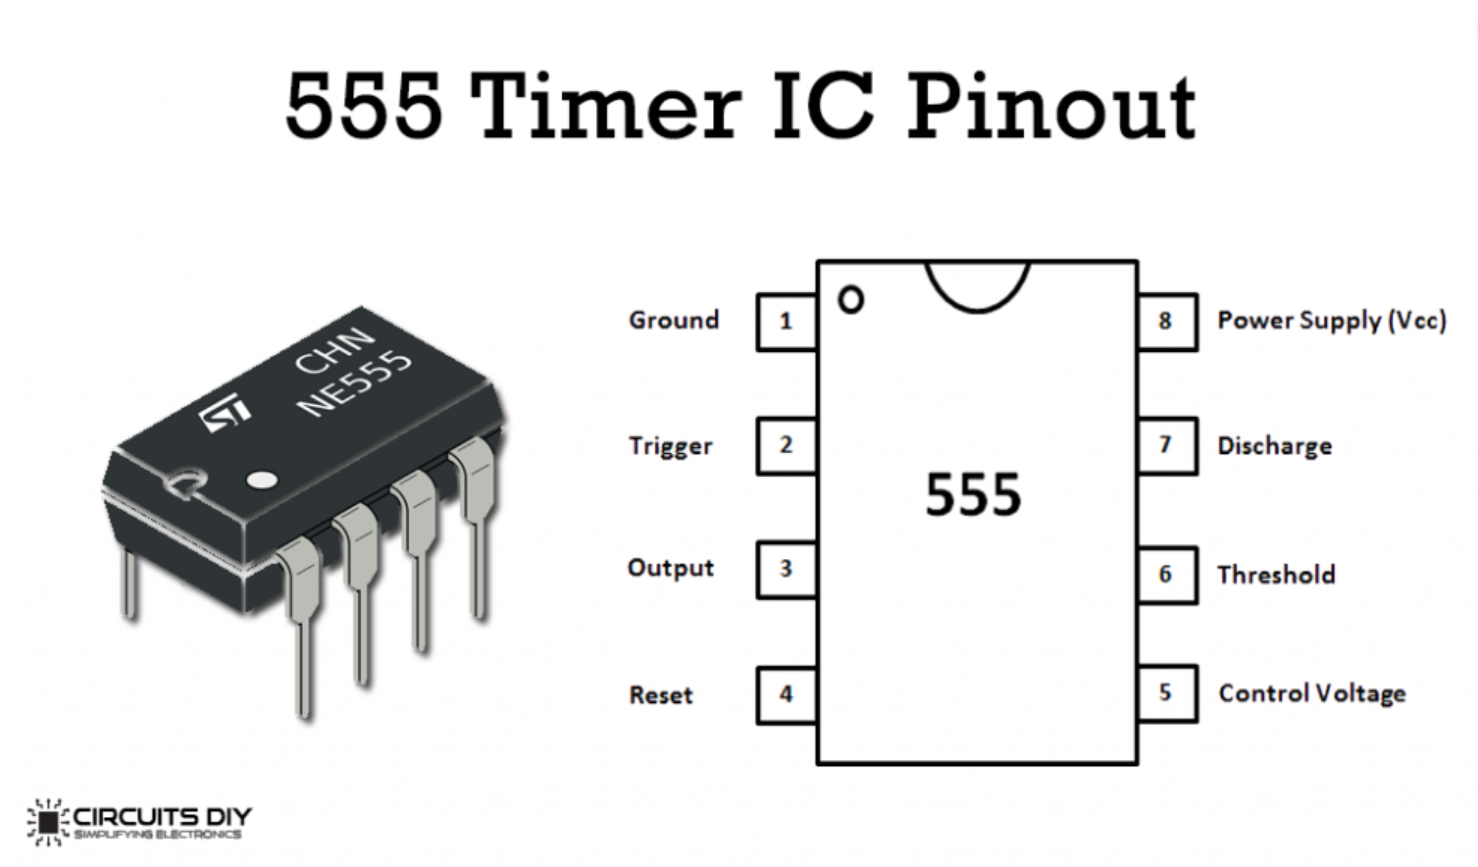 555 Timer IC Pinout
CHN
NE555
ST
Ground 1 8 Power Supply (Vcc)
Trigger 2 7 Discharge
555
Output 3 6 Threshold
Reset 4 5 Control Voltage
CIRCUITS DIY
SIMPLIFYING ELECTRONICS